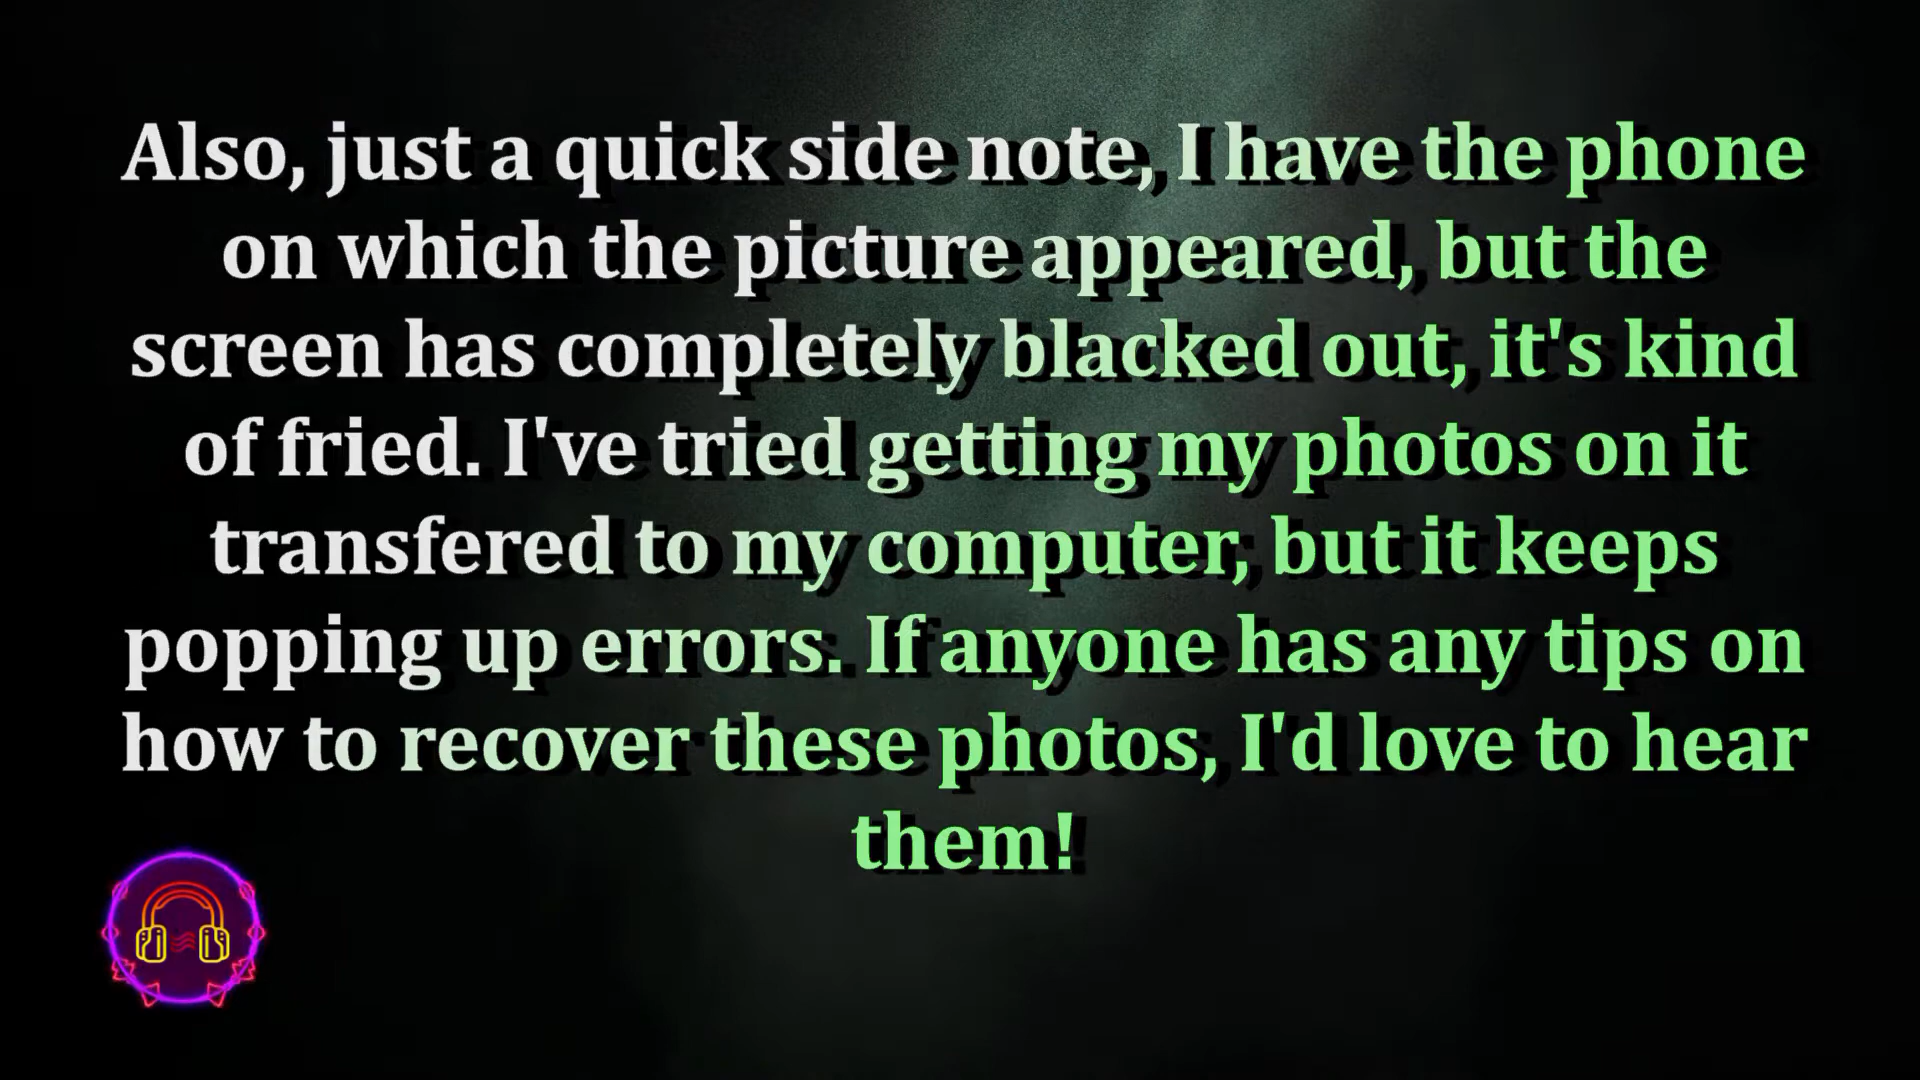 Also, just a quick side note, I have the phone
on which the picture appeared, but the
screen has completely blacked out, it's kind
of fried. I've tried getting my photos on it
transfered to my computer, but it keeps
popping up errors. If anyone has any tips on
how to recover these photos, I'd love to hear
them!